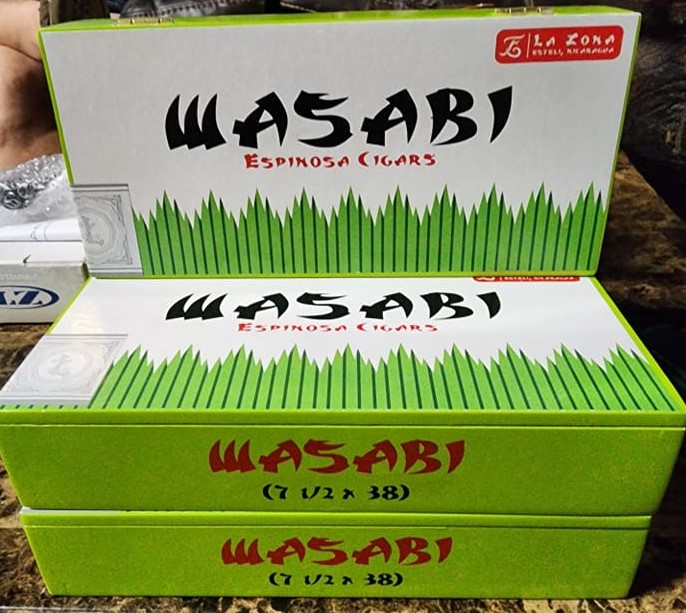 LA ZONA
ESTELI, NICARAGUA
WASABI
ESPINOSA CIGARS
WASABI
ESPINOSA CIGARS
WASABI
(7 1/2 x 38)
WASABI
(7 1/2 x 38)